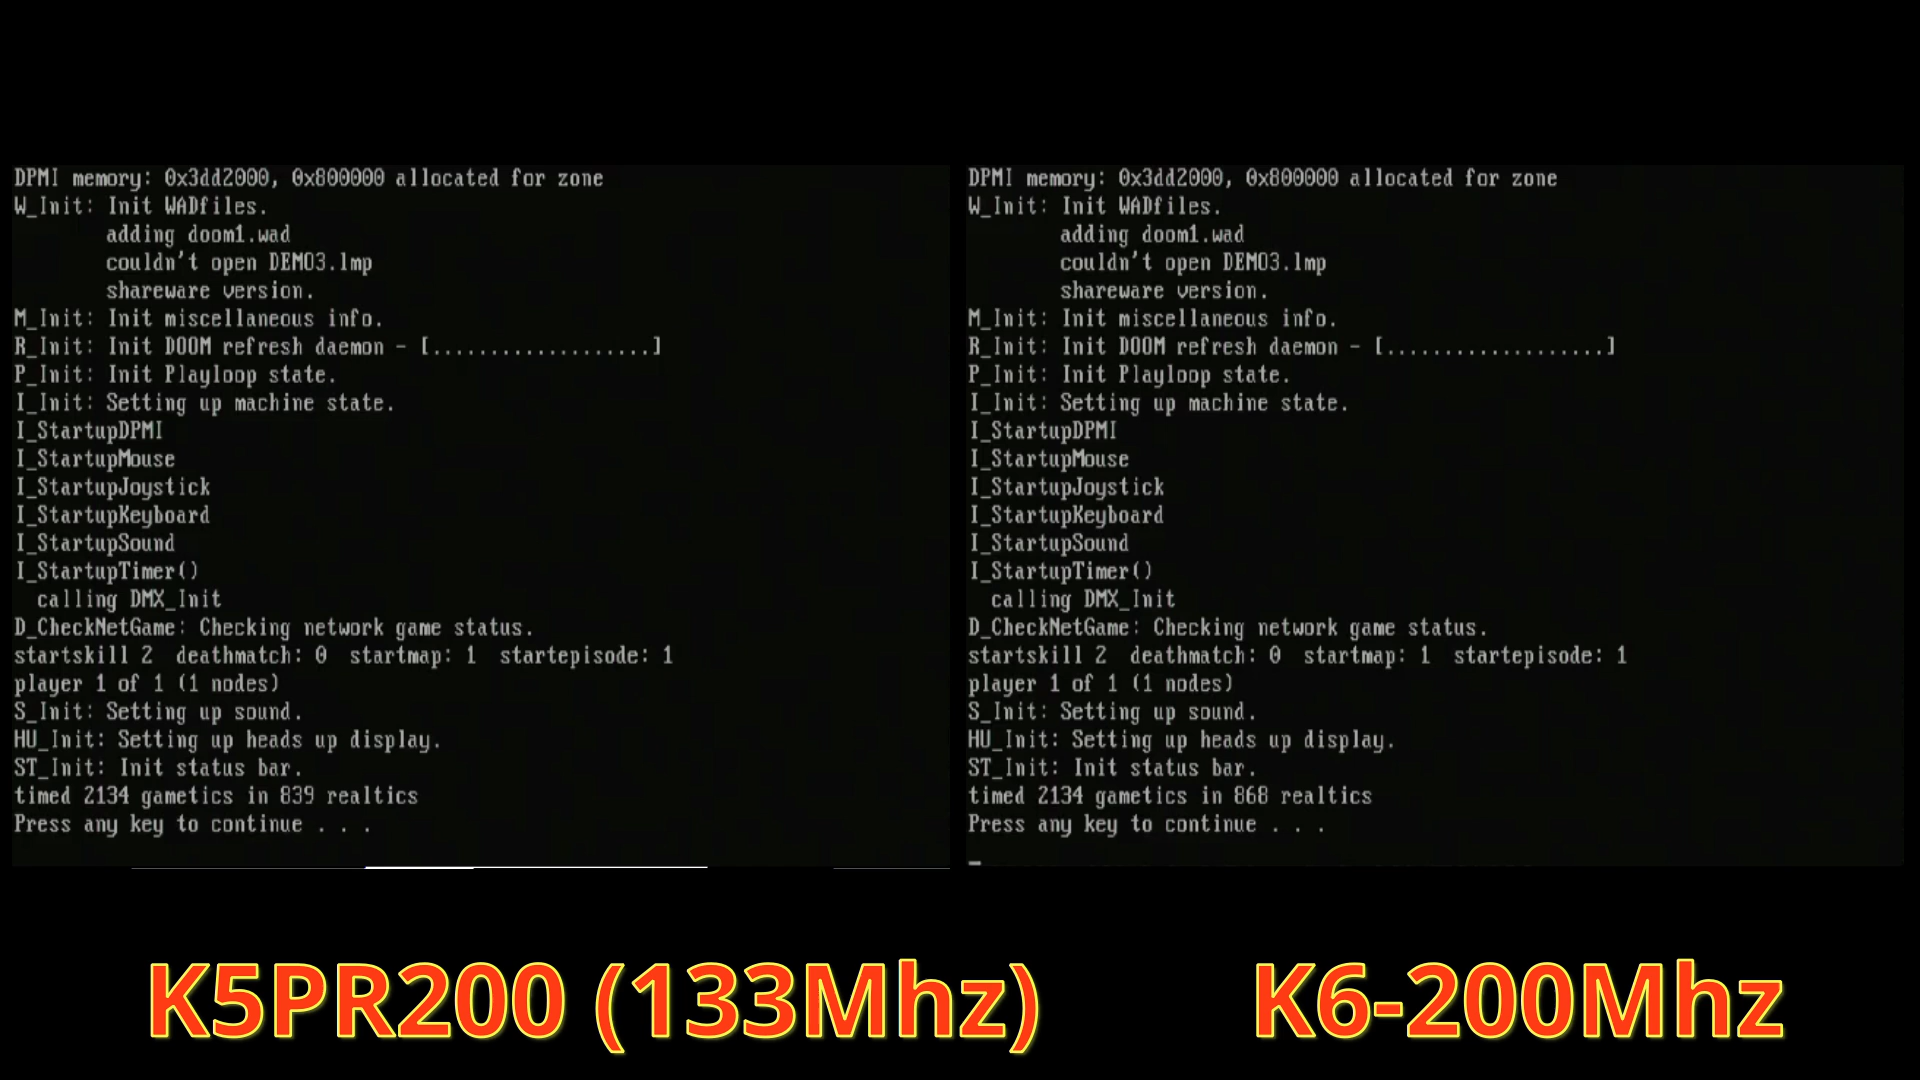 DPMI memory: 0x3dd2000, 0x800000 allocated for zone
W_Init: Init WADfiles.
adding doom1.wad
couldn't open DEMO3.lmp
shareware version.
M_Init: Init miscellaneous info.
R_Init: Init DOOM refresh daemon - [...................]
P_Init: Init Playloop state.
I_Init: Setting up machine state.
I_StartupDPMI
I_StartupMouse
I_StartupJoystick
I_StartupKeyboard
I_StartupSound
I_StartupTimer()
calling DMX_Init
D_CheckNetGame: Checking network game status.
startskill 2  deathmatch: 0  startmap: 1  startepisode: 1
player 1 of 1 (1 nodes)
S_Init: Setting up sound.
HU_Init: Setting up heads up display.
ST_Init: Init status bar.
timed 2134 gametics in 839 realtics
Press any key to continue . . .
K5PR200 (133Mhz)
DPMI memory: 0x3dd2000, 0x800000 allocated for zone
W_Init: Init WADfiles.
adding doom1.wad
couldn't open DEMO3.lmp
shareware version.
M_Init: Init miscellaneous info.
R_Init: Init DOOM refresh daemon - [...................]
P_Init: Init Playloop state.
I_Init: Setting up machine state.
I_StartupDPMI
I_StartupMouse
I_StartupJoystick
I_StartupKeyboard
I_StartupSound
I_StartupTimer()
calling DMX_Init
D_CheckNetGame: Checking network game status.
startskill 2  deathmatch: 0  startmap: 1  startepisode: 1
player 1 of 1 (1 nodes)
S_Init: Setting up sound.
HU_Init: Setting up heads up display.
ST_Init: Init status bar.
timed 2134 gametics in 868 realtics
Press any key to continue . . .
K6-200Mhz